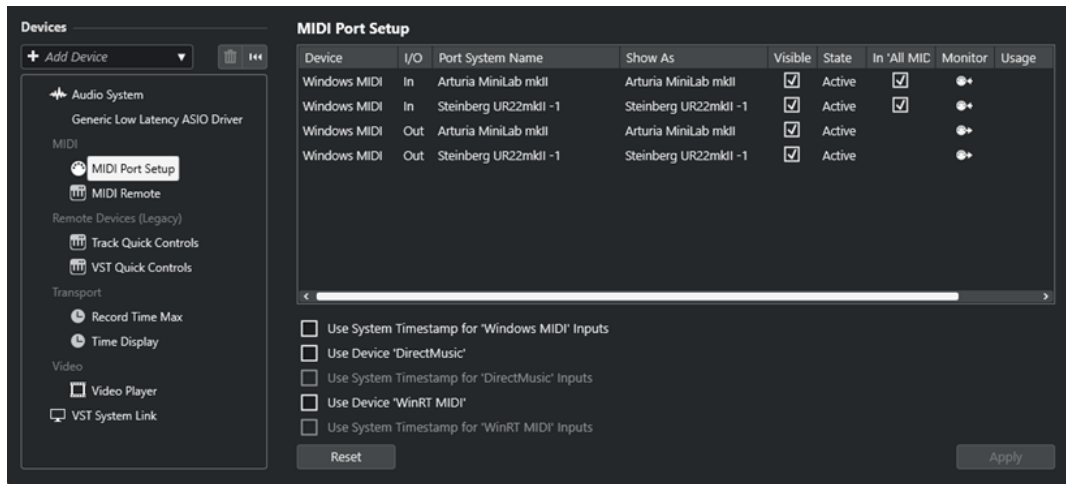 Devices
+ Add Device
Audio System
Generic Low Latency ASIO Driver
MIDI
MIDI Port Setup
MIDI Remote
Remote Devices (Legacy)
Track Quick Controls
VST Quick Controls
Transport
Record Time Max
Time Display
Video
Video Player
VST System Link
MIDI Port Setup
Device I/O Port System Name Show As Visible State In 'All MID Monitor Usage
Windows MIDI In Arturia MiniLab mkII Arturia MiniLab mkII Active
Windows MIDI In Steinberg UR22mkII -1 Steinberg UR22mkII -1 Active
Windows MIDI Out Arturia MiniLab mkII Arturia MiniLab mkII Active
Windows MIDI Out Steinberg UR22mkII -1 Steinberg UR22mkII -1 Active
Use System Timestamp for 'Windows MIDI' Inputs
Use Device 'DirectMusic'
Use System Timestamp for 'DirectMusic' Inputs
Use Device 'WinRT MIDI'
Use System Timestamp for 'WinRT MIDI' Inputs
Reset Apply